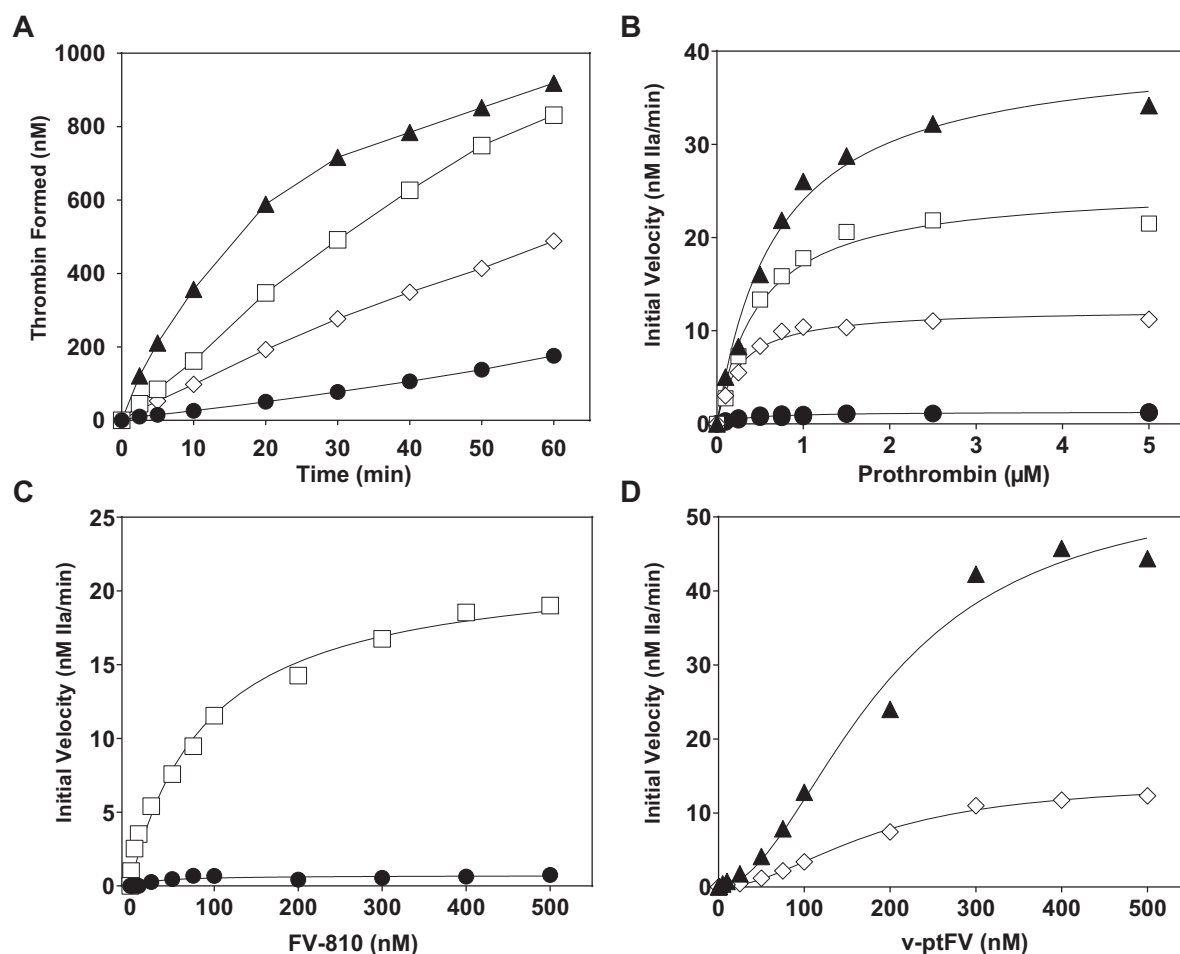 A
Thrombin Formed (nM)
1000
800
600
400
200
0
0 10 20 30 40 50 60
Time (min)
B
Initial Velocity (nM IIa/min)
40
30
20
10
0
0 1 2 3 4 5
Prothrombin (µM)
C
Initial Velocity (nM IIa/min)
25
20
15
10
5
0
0 100 200 300 400 500
FV-810 (nM)
D
Initial Velocity (nM IIa/min)
50
40
30
20
10
0
0 100 200 300 400 500
v-ptFV (nM)